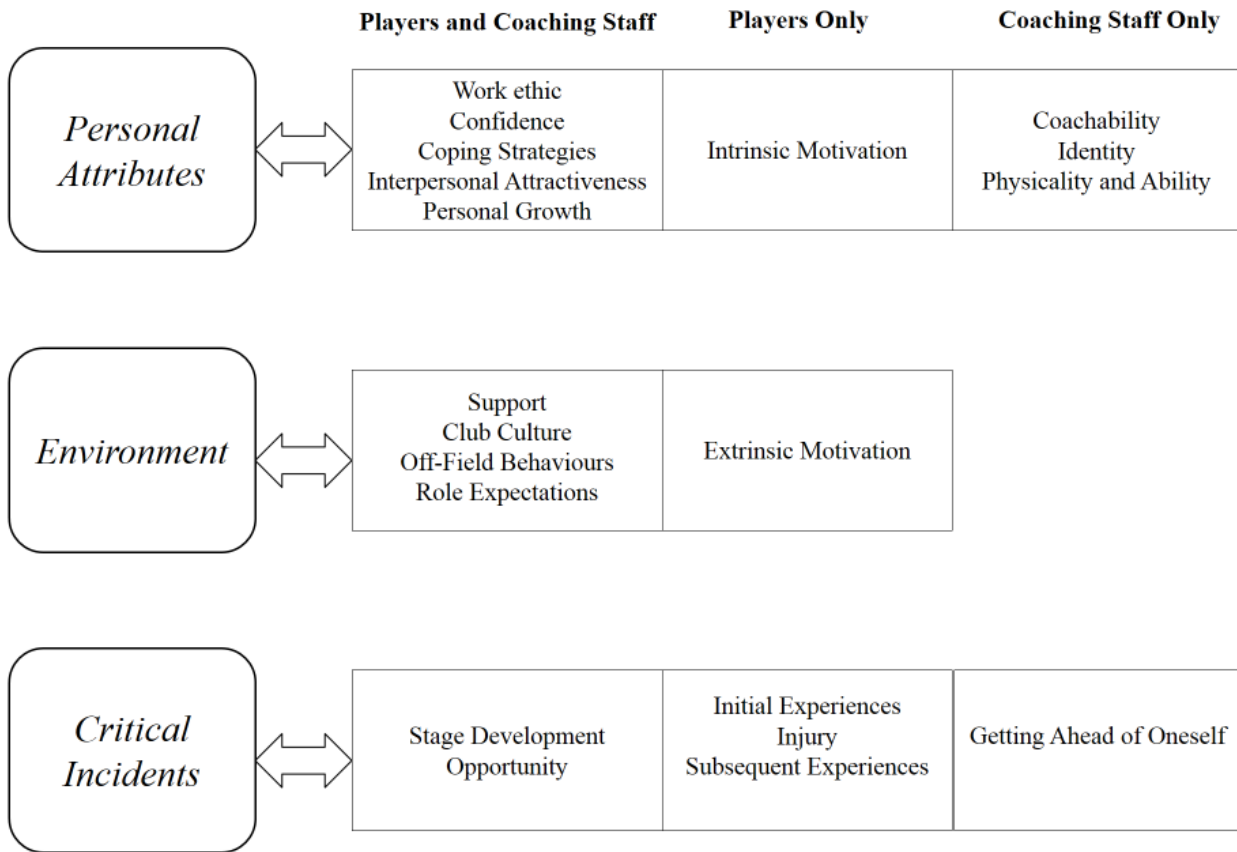 Players and Coaching Staff
Players Only
Coaching Staff Only
Personal
Attributes
Work ethic
Confidence
Coping Strategies
Interpersonal Attractiveness
Personal Growth
Intrinsic Motivation
Coachability
Identity
Physicality and Ability
Environment
Support
Club Culture
Off-Field Behaviours
Role Expectations
Extrinsic Motivation
Critical
Incidents
Stage Development
Opportunity
Initial Experiences
Injury
Subsequent Experiences
Getting Ahead of Oneself